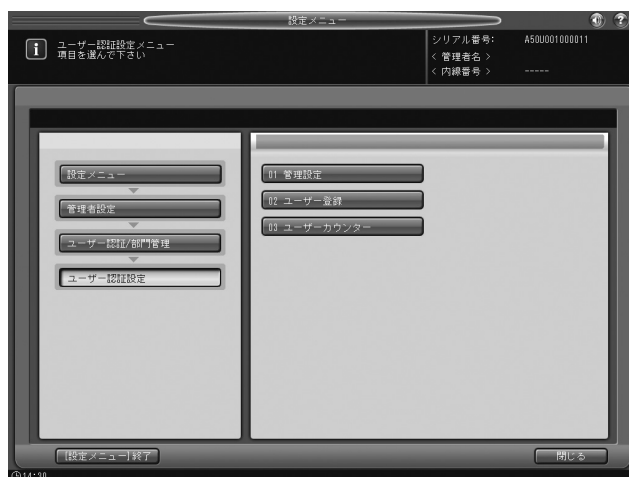 設定メニュー
ユーザー認証設定メニュー
項目を選んで下さい
シリアル番号: A50U001000011
< 管理者名 >
< 内線番号 > -----
設定メニュー
管理者設定
ユーザー認証/部門管理
ユーザー認証設定
01 管理設定
02 ユーザー登録
03 ユーザーカウンター
[設定メニュー]終了
閉じる
14:30